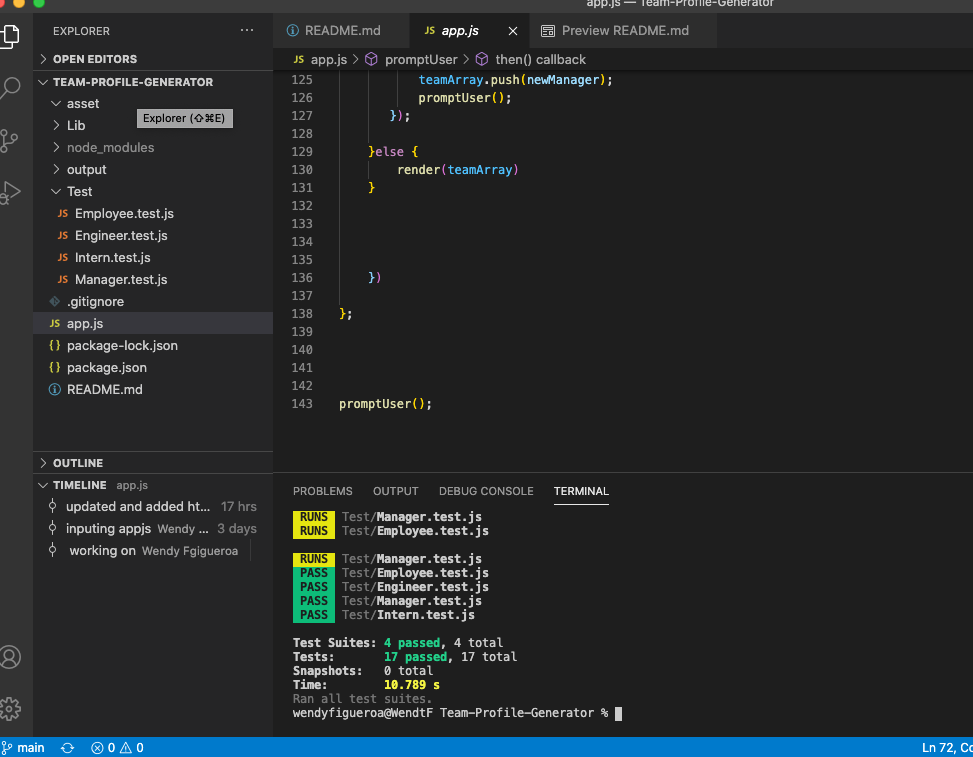 app.js — Team-Profile-Generator
EXPLORER
README.md
JS app.js
Preview README.md
OPEN EDITORS
JS app.js > promptUser > then() callback
TEAM-PROFILE-GENERATOR
asset
Explorer (⇧⌘E)
Lib
node_modules
output
Test
JS Employee.test.js
JS Engineer.test.js
JS Intern.test.js
JS Manager.test.js
.gitignore
JS app.js
{} package-lock.json
{} package.json
README.md
OUTLINE
TIMELINE app.js
updated and added ht... 17 hrs
inputing appjs Wendy ... 3 days
working on Wendy Fgigueroa
125 teamArray.push(newManager);
126 promptUser();
127 });
128
129 }else {
130 render(teamArray)
131 }
132
133
134
135
136 })
137
138 };
139
140
141
142
143 promptUser();
PROBLEMS OUTPUT DEBUG CONSOLE TERMINAL
RUNS Test/Manager.test.js
RUNS Test/Employee.test.js
RUNS Test/Manager.test.js
PASS Test/Employee.test.js
PASS Test/Engineer.test.js
PASS Test/Manager.test.js
PASS Test/Intern.test.js
Test Suites: 4 passed, 4 total
Tests: 17 passed, 17 total
Snapshots: 0 total
Time: 10.789 s
Ran all test suites.
wendyfigueroa@WendtF Team-Profile-Generator %
main 0 0 Ln 72, Co